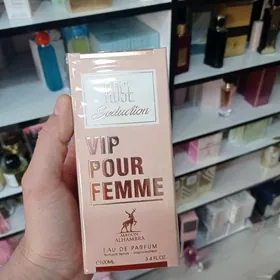 ROSE
Seduction
VIP
POUR
FEMME
MAISON
ALHAMBRA
EAU DE PARFUM
℮100ML 3.4 FL.OZ